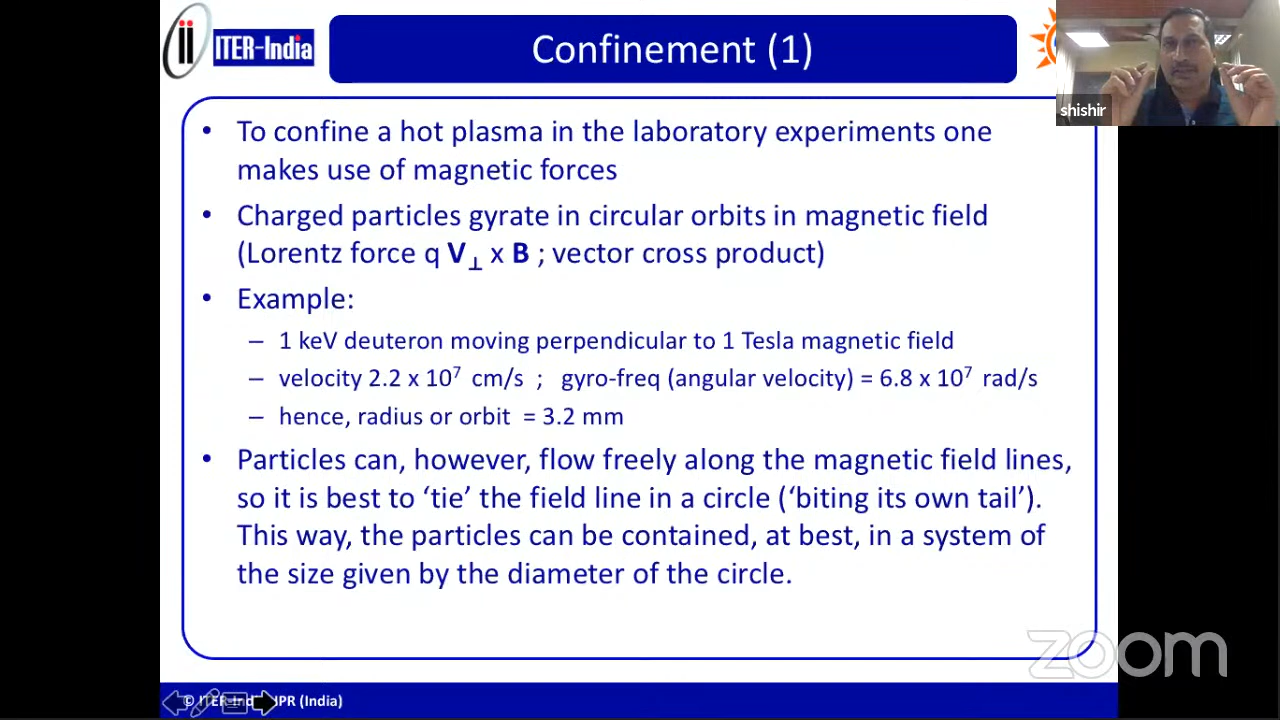 ITER-India
Confinement (1)
shishir
• To confine a hot plasma in the laboratory experiments one
makes use of magnetic forces
• Charged particles gyrate in circular orbits in magnetic field
(Lorentz force q V⊥ x B ; vector cross product)
• Example:
– 1 keV deuteron moving perpendicular to 1 Tesla magnetic field
– velocity 2.2 x 10⁷ cm/s ; gyro-freq (angular velocity) = 6.8 x 10⁷ rad/s
– hence, radius or orbit = 3.2 mm
• Particles can, however, flow freely along the magnetic field lines,
so it is best to ‘tie’ the field line in a circle (‘biting its own tail’).
This way, the particles can be contained, at best, in a system of
the size given by the diameter of the circle.
zoom
© ITER-Ind IPR (India)